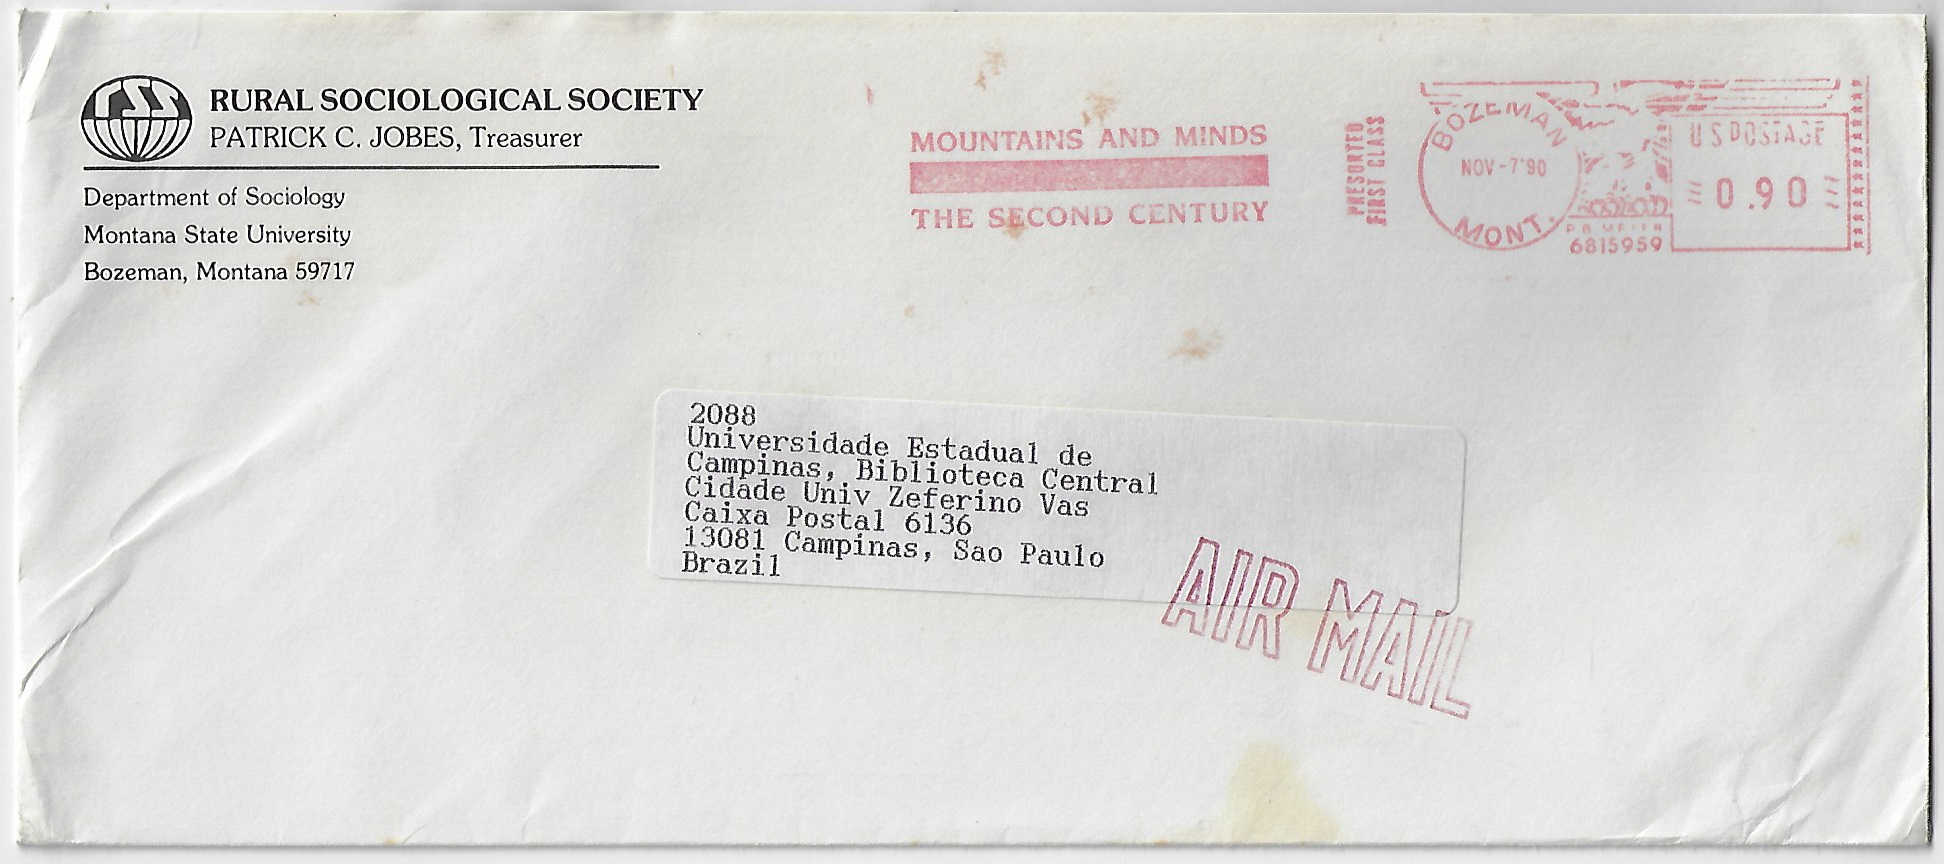 RSS
RURAL SOCIOLOGICAL SOCIETY
PATRICK C. JOBES, Treasurer
Department of Sociology
Montana State University
Bozeman, Montana 59717
MOUNTAINS AND MINDS
THE SECOND CENTURY
PRESORTED
FIRST CLASS
BOZEMAN
NOV-7'90
MONT.
P.B. METER
6815959
U.S. POSTAGE
0.90
2088
Universidade Estadual de
Campinas, Biblioteca Central
Cidade Univ Zeferino Vas
Caixa Postal 6136
13081 Campinas, Sao Paulo
Brazil
AIR MAIL